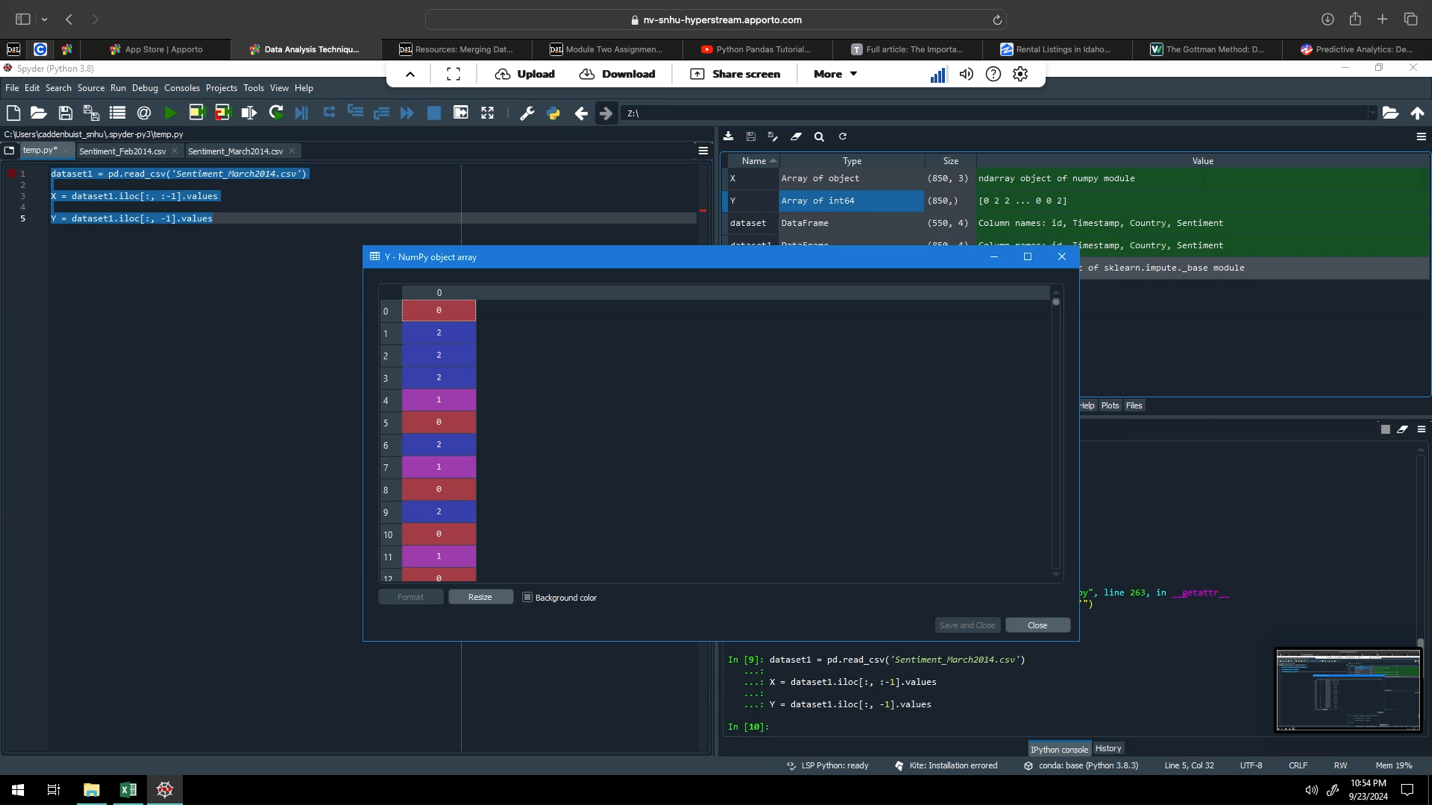 nv-snhu-hyperstream.apporto.com
App Store | Apporto
Data Analysis Techniqu...
Resources: Merging Dat...
Module Two Assignmen...
Python Pandas Tutorial...
Full article: The Importa...
Rental Listings in Idaho...
The Gottman Method: D...
Predictive Analytics: De...
Spyder (Python 3.8)
Upload
Download
Share screen
More
File Edit Search Source Run Debug Consoles Projects Tools View Help
Z:\
C:\Users\caddenbuist_snhu\.spyder-py3\temp.py
temp.py*
Sentiment_Feb2014.csv
Sentiment_March2014.csv
1 dataset1 = pd.read_csv('Sentiment_March2014.csv')
2
3 X = dataset1.iloc[:, :-1].values
4
5 Y = dataset1.iloc[:, -1].values
Name Type Size Value
X Array of object (850, 3) ndarray object of numpy module
Y Array of int64 (850,) [0 2 2 ... 0 0 2]
dataset DataFrame (550, 4) Column names: id, Timestamp, Country, Sentiment
dataset1 DataFrame (850, 4) Column names: id, Timestamp, Country, Sentiment
t of sklearn.impute._base module
Y - NumPy object array
0
0 0
1 2
2 2
3 2
4 1
5 0
6 2
7 1
8 0
9 2
10 0
11 1
12 0
Format
Resize
Background color
Save and Close
Close
Help Plots Files
py", line 263, in __getattr__
"")
In [9]: dataset1 = pd.read_csv('Sentiment_March2014.csv')
...:
...: X = dataset1.iloc[:, :-1].values
...:
...: Y = dataset1.iloc[:, -1].values
In [10]:
IPython console
History
LSP Python: ready
Kite: Installation errored
conda: base (Python 3.8.3)
Line 5, Col 32
UTF-8
CRLF
RW
Mem 19%
10:54 PM
9/23/2024